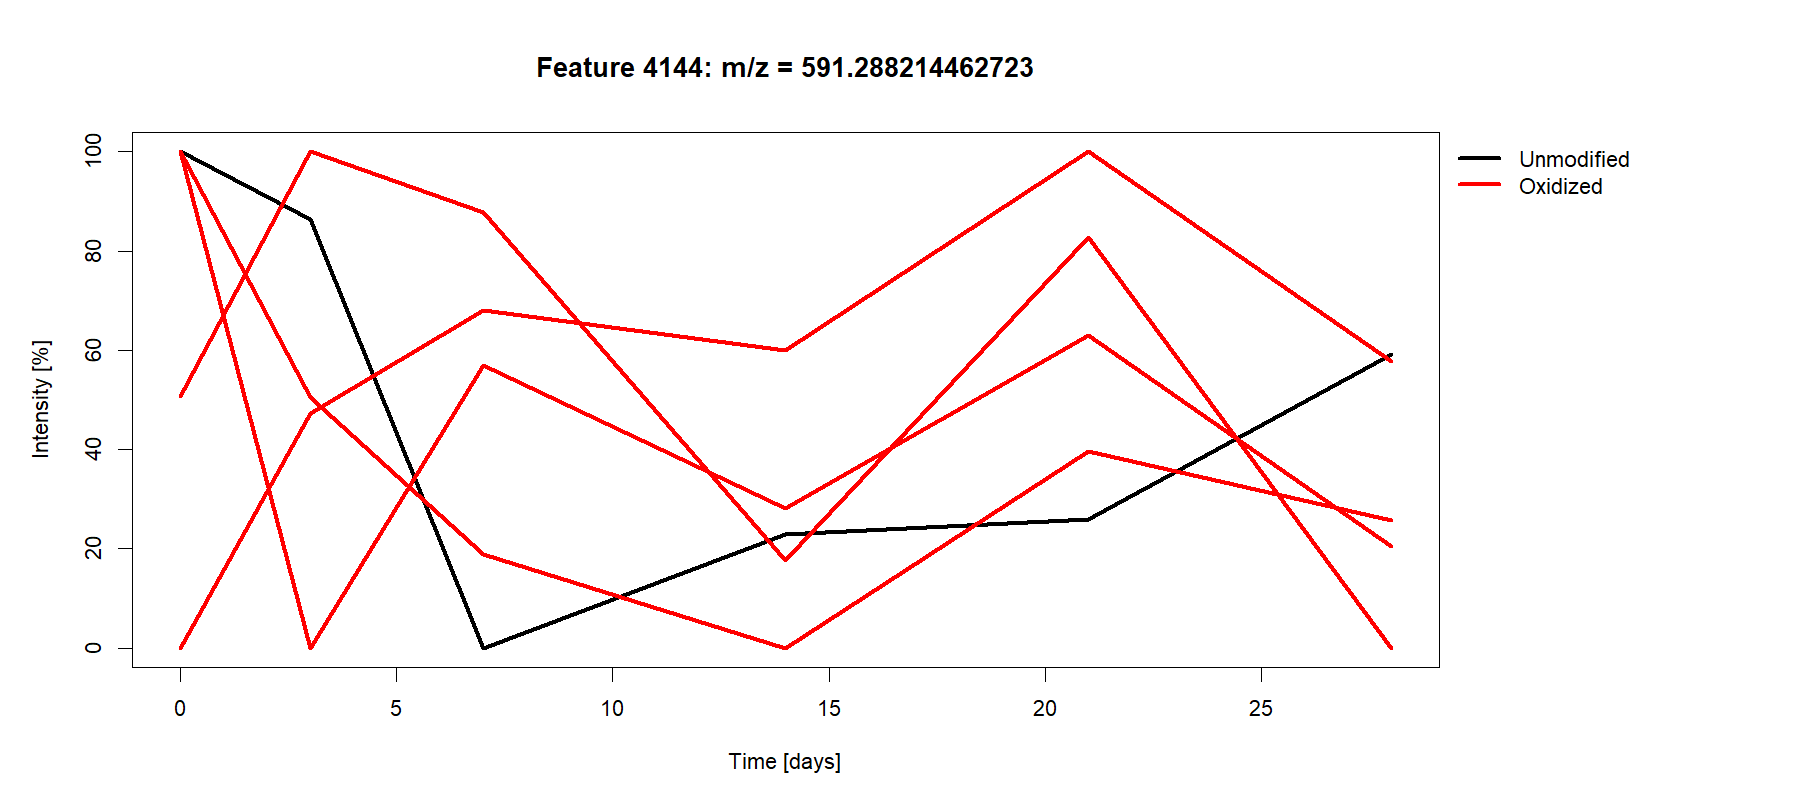 Feature 4144: m/z = 591.288214462723
Unmodified
Oxidized
Intensity [%]
100
80
60
40
20
0
0 5 10 15 20 25
Time [days]